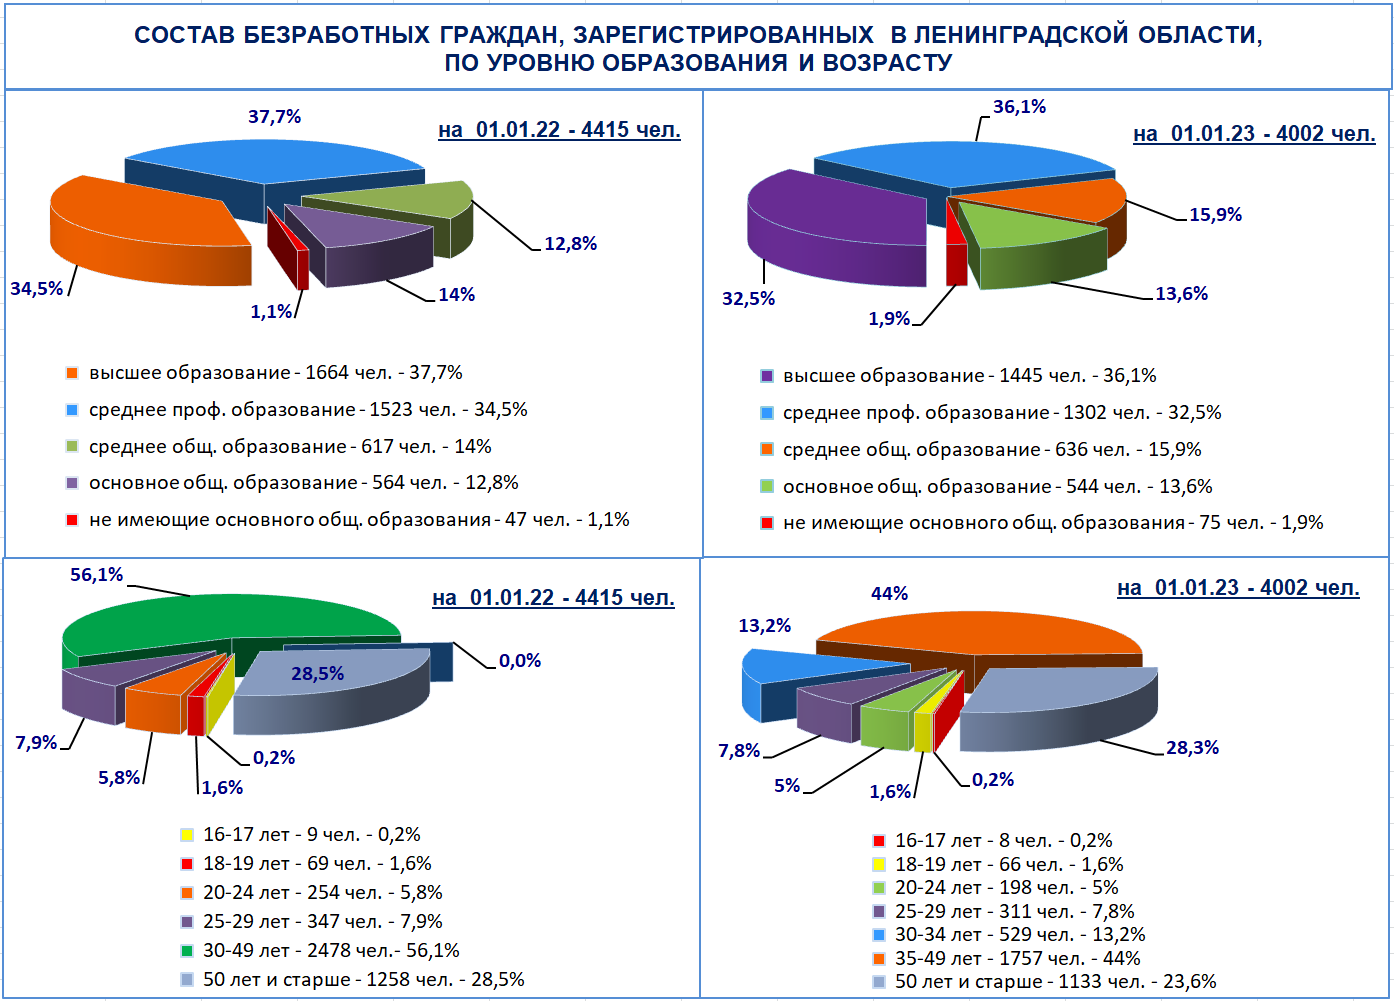 СОСТАВ БЕЗРАБОТНЫХ ГРАЖДАН, ЗАРЕГИСТРИРОВАННЫХ В ЛЕНИНГРАДСКОЙ ОБЛАСТИ,
ПО УРОВНЮ ОБРАЗОВАНИЯ И ВОЗРАСТУ
на 01.01.22 - 4415 чел.
37,7%
12,8%
14%
1,1%
34,5%
высшее образование - 1664 чел. - 37,7%
среднее проф. образование - 1523 чел. - 34,5%
среднее общ. образование - 617 чел. - 14%
основное общ. образование - 564 чел. - 12,8%
не имеющие основного общ. образования - 47 чел. - 1,1%
на 01.01.23 - 4002 чел.
36,1%
15,9%
13,6%
1,9%
32,5%
высшее образование - 1445 чел. - 36,1%
среднее проф. образование - 1302 чел. - 32,5%
среднее общ. образование - 636 чел. - 15,9%
основное общ. образование - 544 чел. - 13,6%
не имеющие основного общ. образования - 75 чел. - 1,9%
на 01.01.22 - 4415 чел.
56,1%
0,0%
28,5%
0,2%
1,6%
5,8%
7,9%
16-17 лет - 9 чел. - 0,2%
18-19 лет - 69 чел. - 1,6%
20-24 лет - 254 чел. - 5,8%
25-29 лет - 347 чел. - 7,9%
30-49 лет - 2478 чел.- 56,1%
50 лет и старше - 1258 чел. - 28,5%
на 01.01.23 - 4002 чел.
44%
13,2%
7,8%
5%
1,6%
0,2%
28,3%
16-17 лет - 8 чел. - 0,2%
18-19 лет - 66 чел. - 1,6%
20-24 лет - 198 чел. - 5%
25-29 лет - 311 чел. - 7,8%
30-34 лет - 529 чел. - 13,2%
35-49 лет - 1757 чел. - 44%
50 лет и старше - 1133 чел. - 23,6%